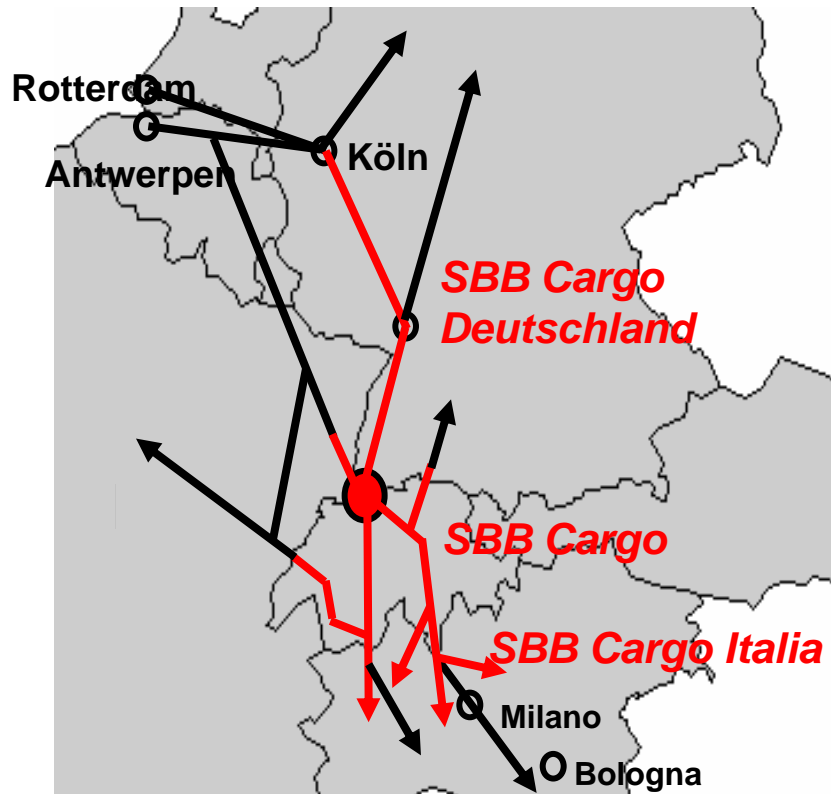 Rotterdam
Köln
Antwerpen
SBB Cargo
Deutschland
SBB Cargo
SBB Cargo Italia
Milano
Bologna